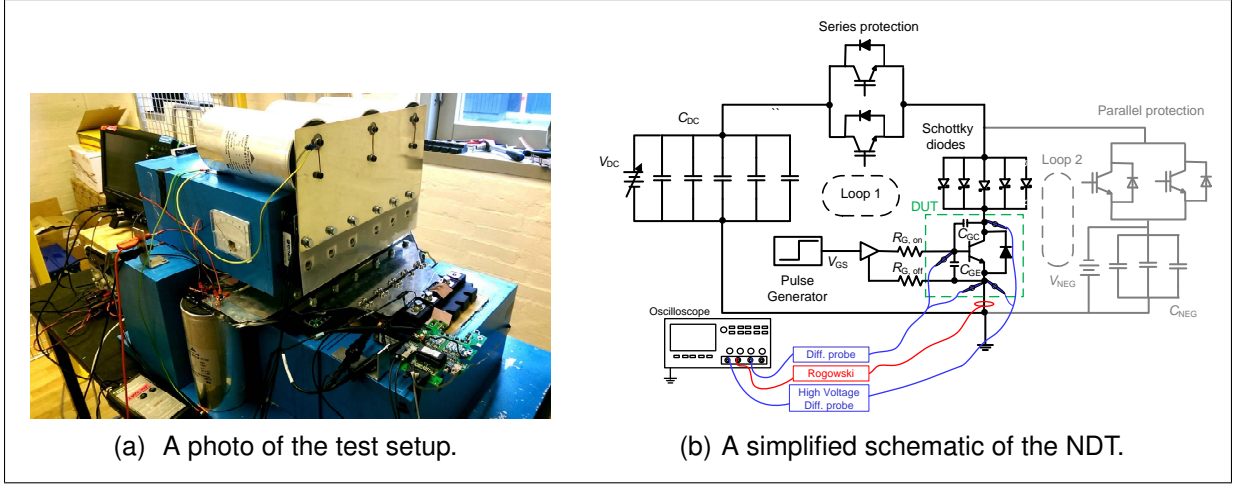 Series protection
``
C_DC
V_DC
Loop 1
Schottky
diodes
Parallel protection
Loop 2
DUT
C_GC
C_GE
R_G, on
R_G, off
V_GS
Pulse
Generator
V_NEG
C_NEG
Oscilloscope
Diff. probe
Rogowski
High Voltage
Diff. probe
(a) A photo of the test setup.
(b) A simplified schematic of the NDT.